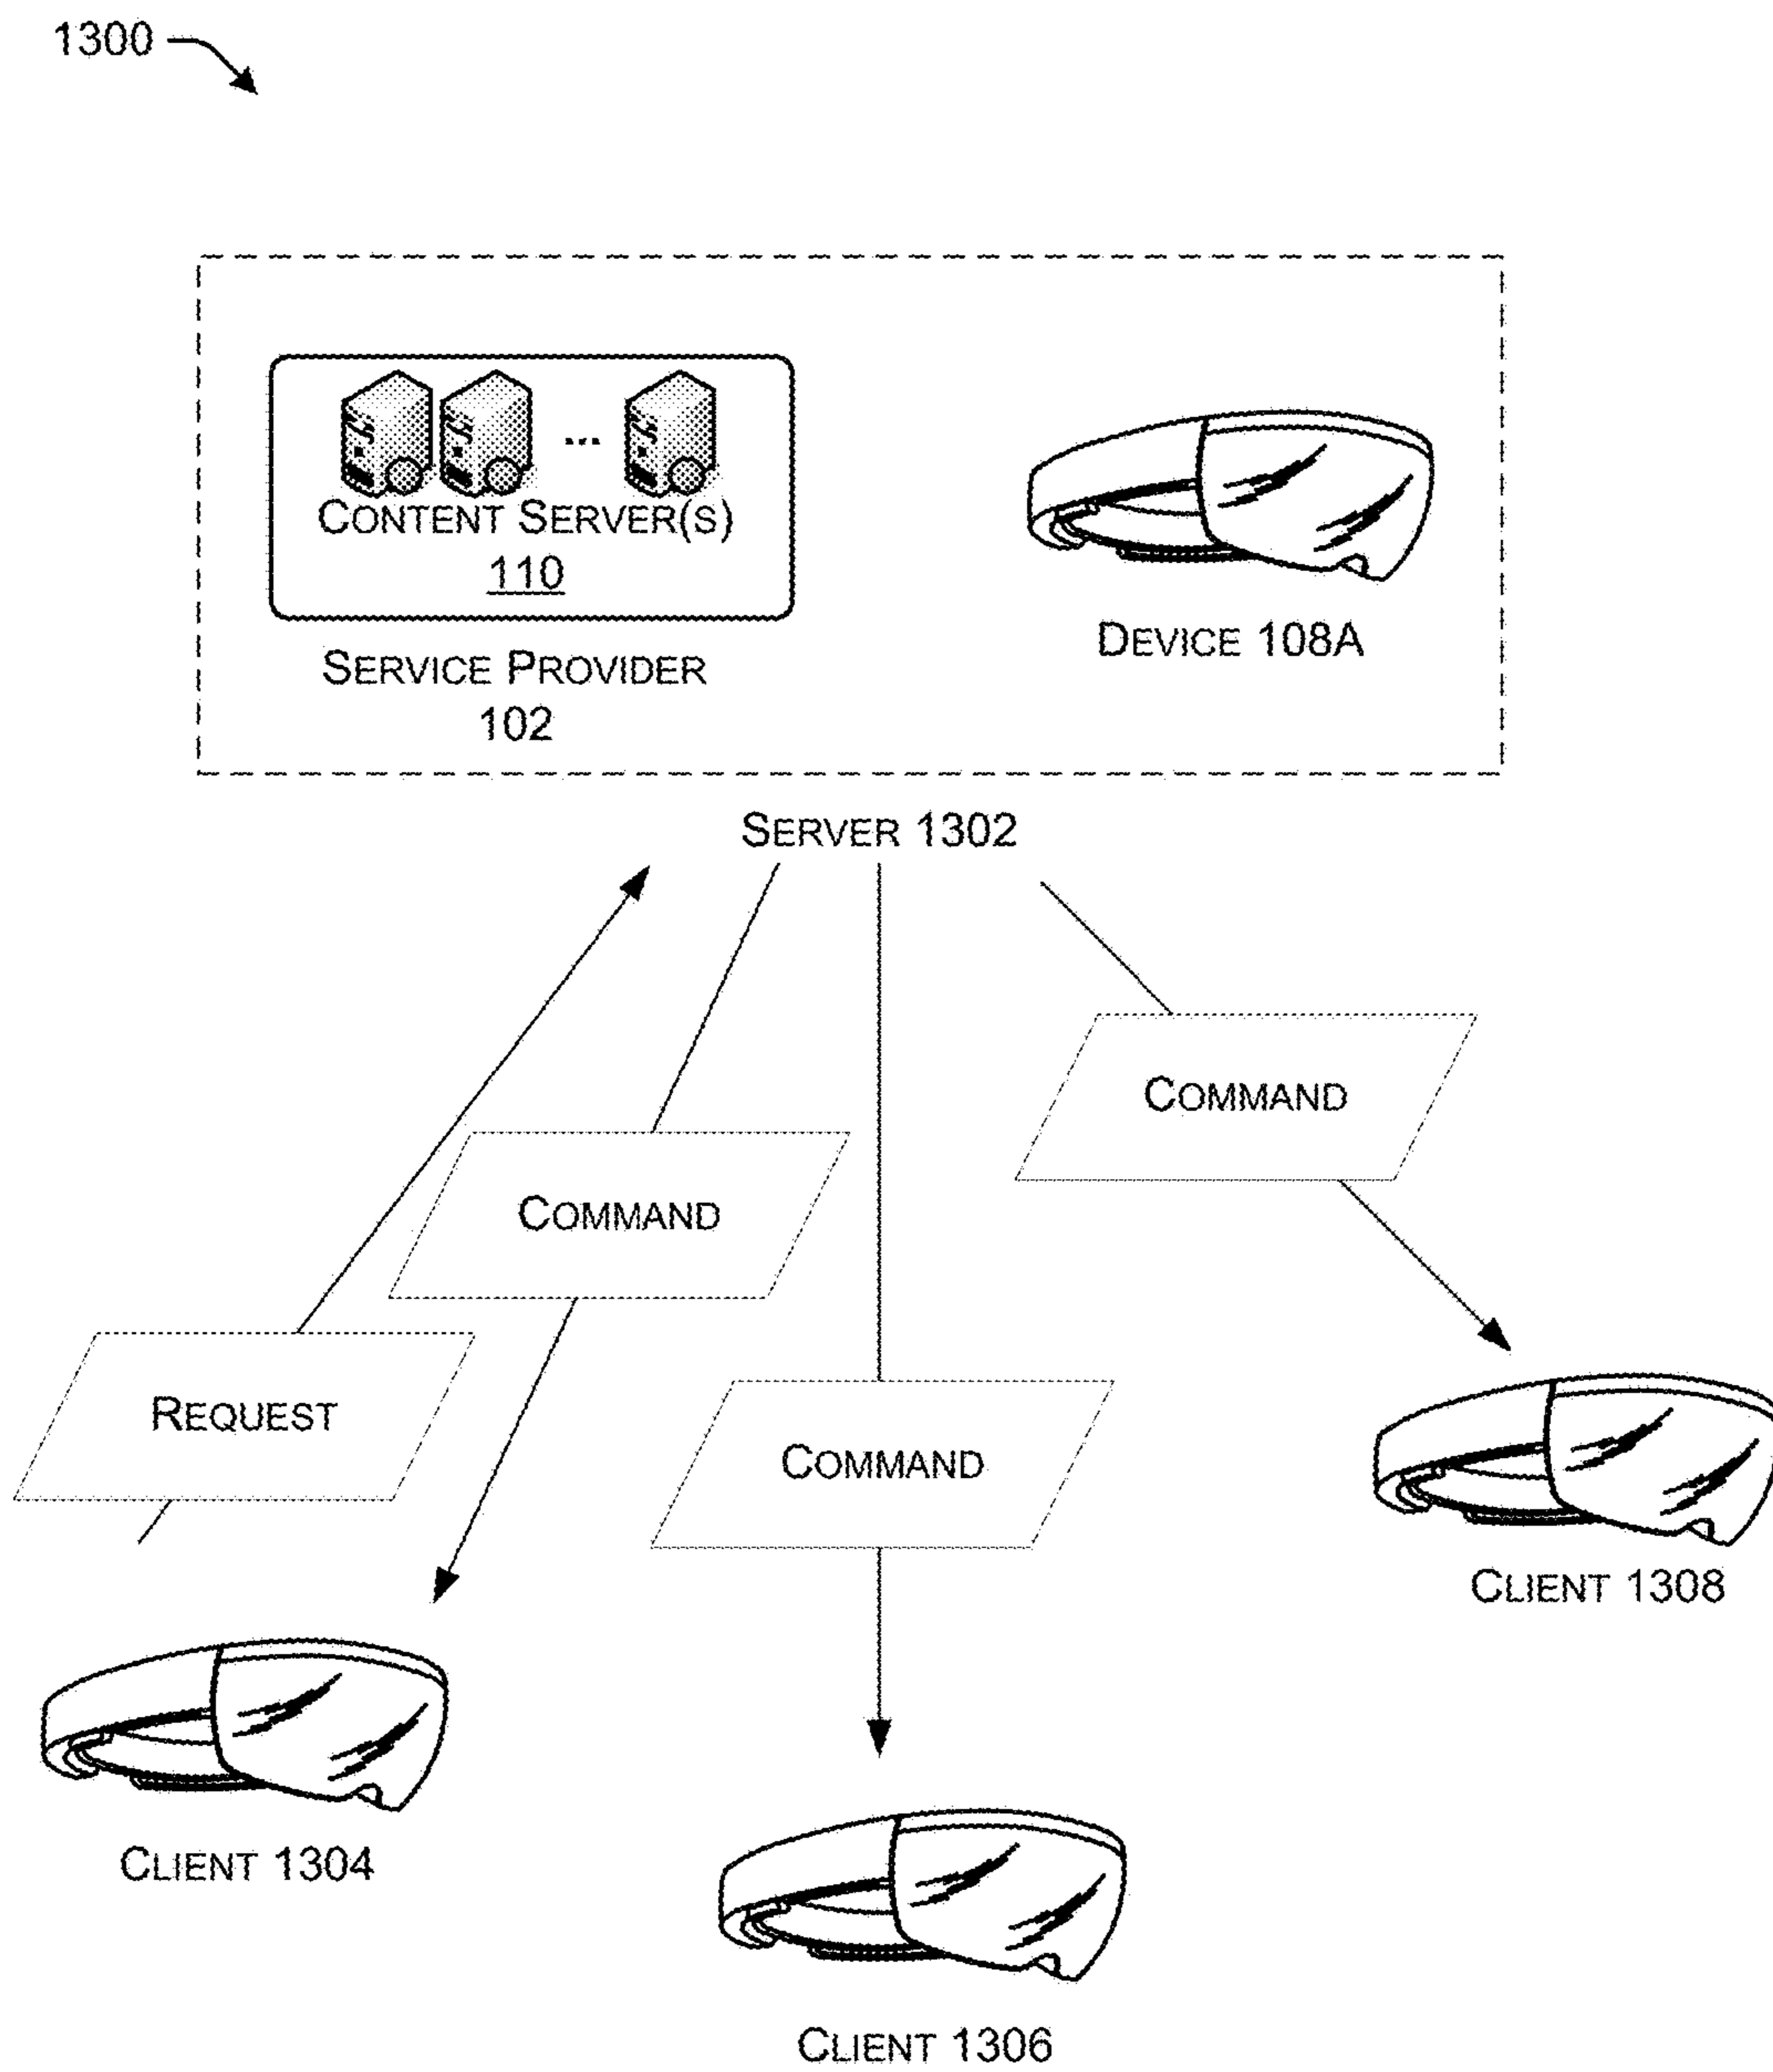 1300
...
CONTENT SERVER(S)
110
SERVICE PROVIDER
102
DEVICE 108A
SERVER 1302
COMMAND
COMMAND
REQUEST
COMMAND
CLIENT 1308
CLIENT 1304
CLIENT 1306